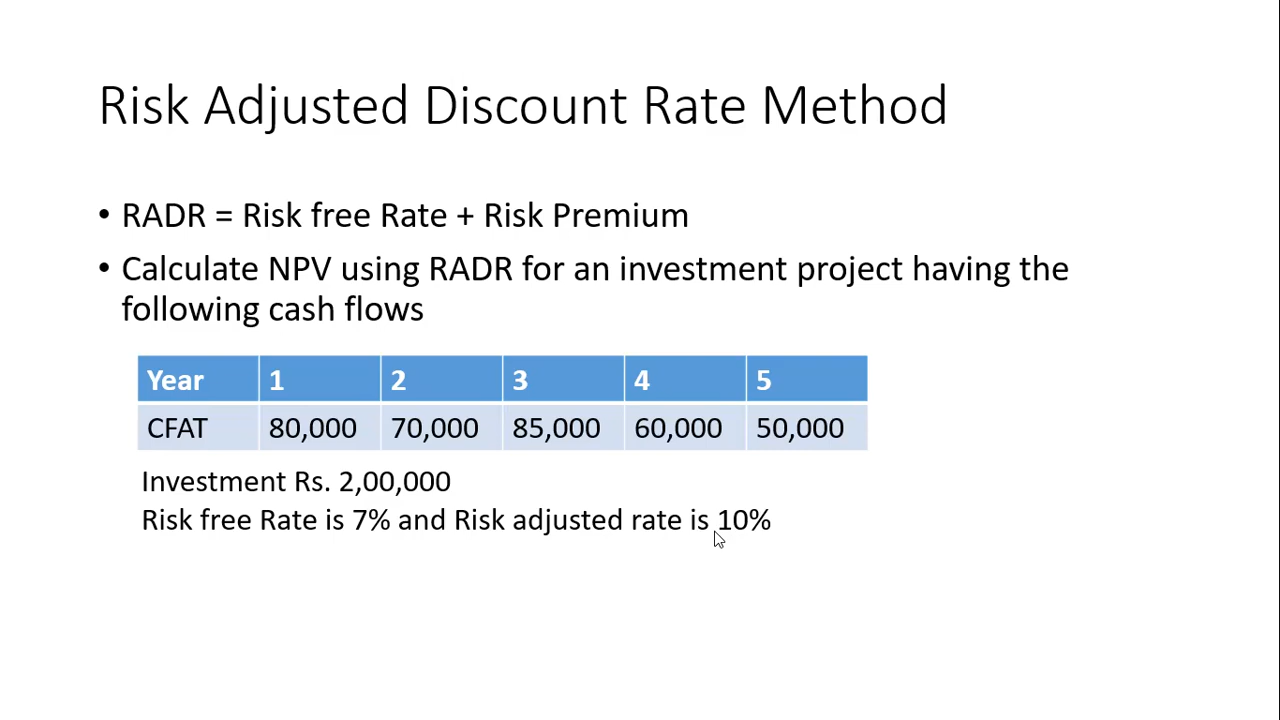 Risk Adjusted Discount Rate Method
• RADR = Risk free Rate + Risk Premium
• Calculate NPV using RADR for an investment project having the
following cash flows
Year 1 2 3 4 5
CFAT 80,000 70,000 85,000 60,000 50,000
Investment Rs. 2,00,000
Risk free Rate is 7% and Risk adjusted rate is 10%